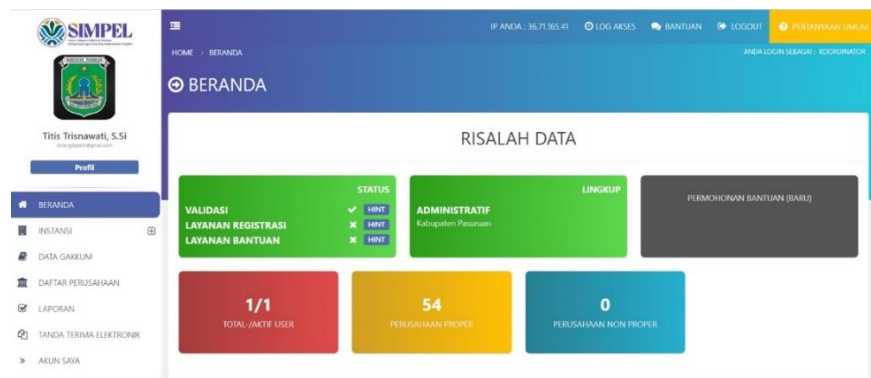 SIMPEL
Titis Trisnawati, S.Si
Profil
BERANDA
INSTANSI
DATA GAKKUM
DAFTAR PERUSAHAAN
LAPORAN
TANDA TERIMA ELEKTRONIK
AKUN SAYA
IP ANDA : 36.71.165.41 LOG AKSES BANTUAN LOGOUT PERTANYAAN UMUM
HOME > BERANDA
ANDA LOGIN SEBAGAI : KOORDINATOR
BERANDA
RISALAH DATA
STATUS
VALIDASI HINT
LAYANAN REGISTRASI HINT
LAYANAN BANTUAN HINT
LINGKUP
ADMINISTRATIF
Kabupaten Pasuruan
PERMOHONAN BANTUAN (BARU)
1/1
TOTAL-/AKTIF USER
54
PERUSAHAAN PROPER
0
PERUSAHAAN NON PROPER